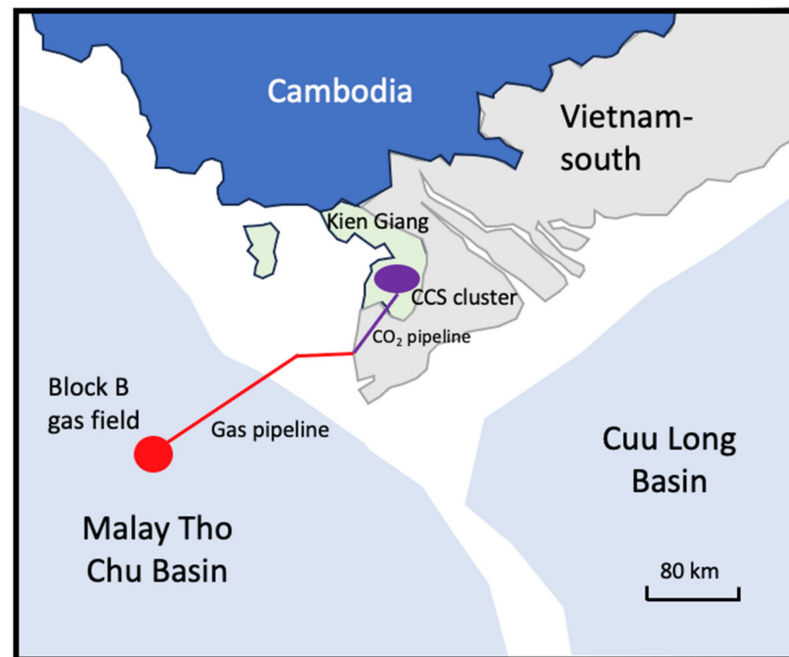 Cambodia
Vietnam-
south
Kien Giang
CCS cluster
CO₂ pipeline
Block B
gas field
Gas pipeline
Cuu Long
Basin
Malay Tho
Chu Basin
80 km